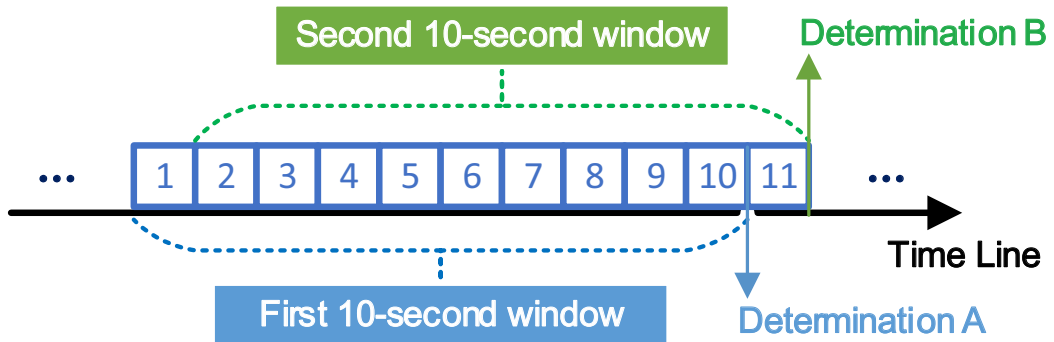 Second 10-second window
Determination B
... 1 2 3 4 5 6 7 8 9 10 11 ...
Time Line
First 10-second window
Determination A